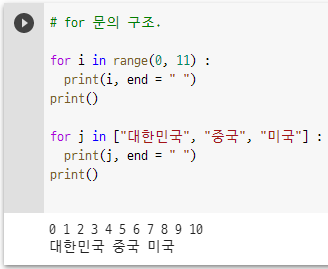 # for 문의 구조.
for i in range(0, 11) :
  print(i, end = " ")
print()
for j in ["대한민국", "중국", "미국"] :
  print(j, end = " ")
print()
0 1 2 3 4 5 6 7 8 9 10
대한민국 중국 미국